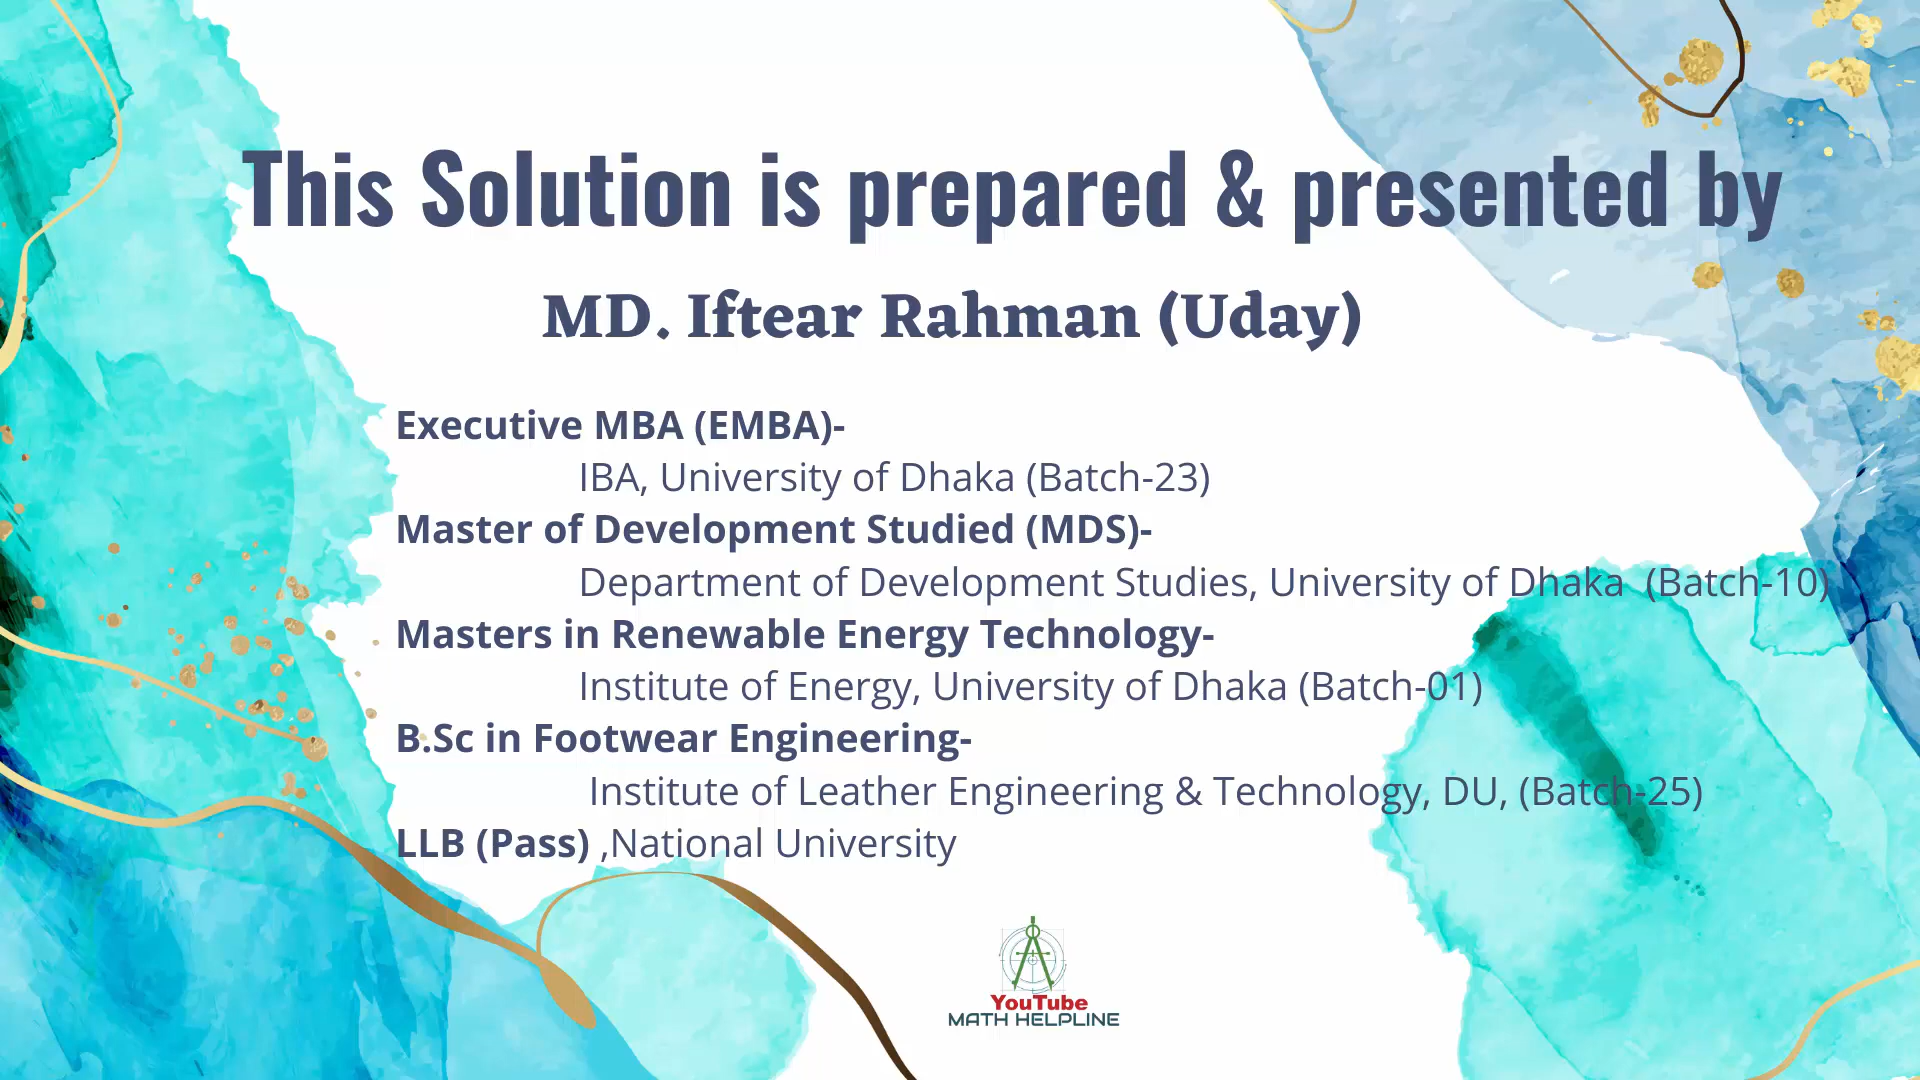 This Solution is prepared & presented by
MD. Iftear Rahman (Uday)
Executive MBA (EMBA)-
IBA, University of Dhaka (Batch-23)
Master of Development Studied (MDS)-
Department of Development Studies, University of Dhaka (Batch-10)
Masters in Renewable Energy Technology-
Institute of Energy, University of Dhaka (Batch-01)
B.Sc in Footwear Engineering-
Institute of Leather Engineering & Technology, DU, (Batch-25)
LLB (Pass) ,National University
YouTube
MATH HELPLINE